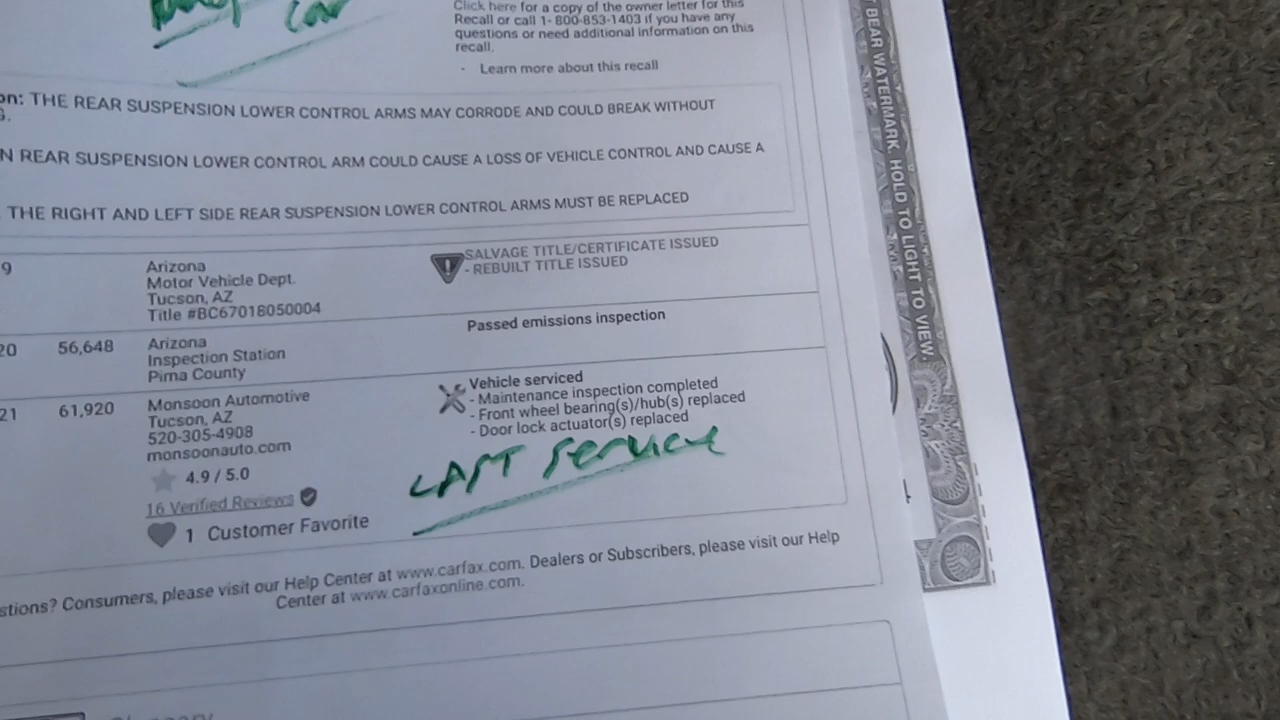 car
Click here for a copy of the owner letter for this
Recall or call 1- 800-853-1403 if you have any
questions or need additional information on this
recall.
- Learn more about this recall
on: THE REAR SUSPENSION LOWER CONTROL ARMS MAY CORRODE AND COULD BREAK WITHOUT
N REAR SUSPENSION LOWER CONTROL ARM COULD CAUSE A LOSS OF VEHICLE CONTROL AND CAUSE A
THE RIGHT AND LEFT SIDE REAR SUSPENSION LOWER CONTROL ARMS MUST BE REPLACED
9
Arizona
Motor Vehicle Dept.
Tucson, AZ
Title #BC67018050004
SALVAGE TITLE/CERTIFICATE ISSUED
- REBUILT TITLE ISSUED
20 56,648
Arizona
Inspection Station
Pima County
Passed emissions inspection
21 61,920
Monsoon Automotive
Tucson, AZ
520-305-4908
monsoonauto.com
4.9 / 5.0
16 Verified Reviews
1 Customer Favorite
Vehicle serviced
- Maintenance inspection completed
- Front wheel bearing(s)/hub(s) replaced
- Door lock actuator(s) replaced
LAST Service
stions? Consumers, please visit our Help Center at www.carfax.com. Dealers or Subscribers, please visit our Help
Center at www.carfaxonline.com.
BEAR WATERMARK. HOLD TO LIGHT TO VIEW.